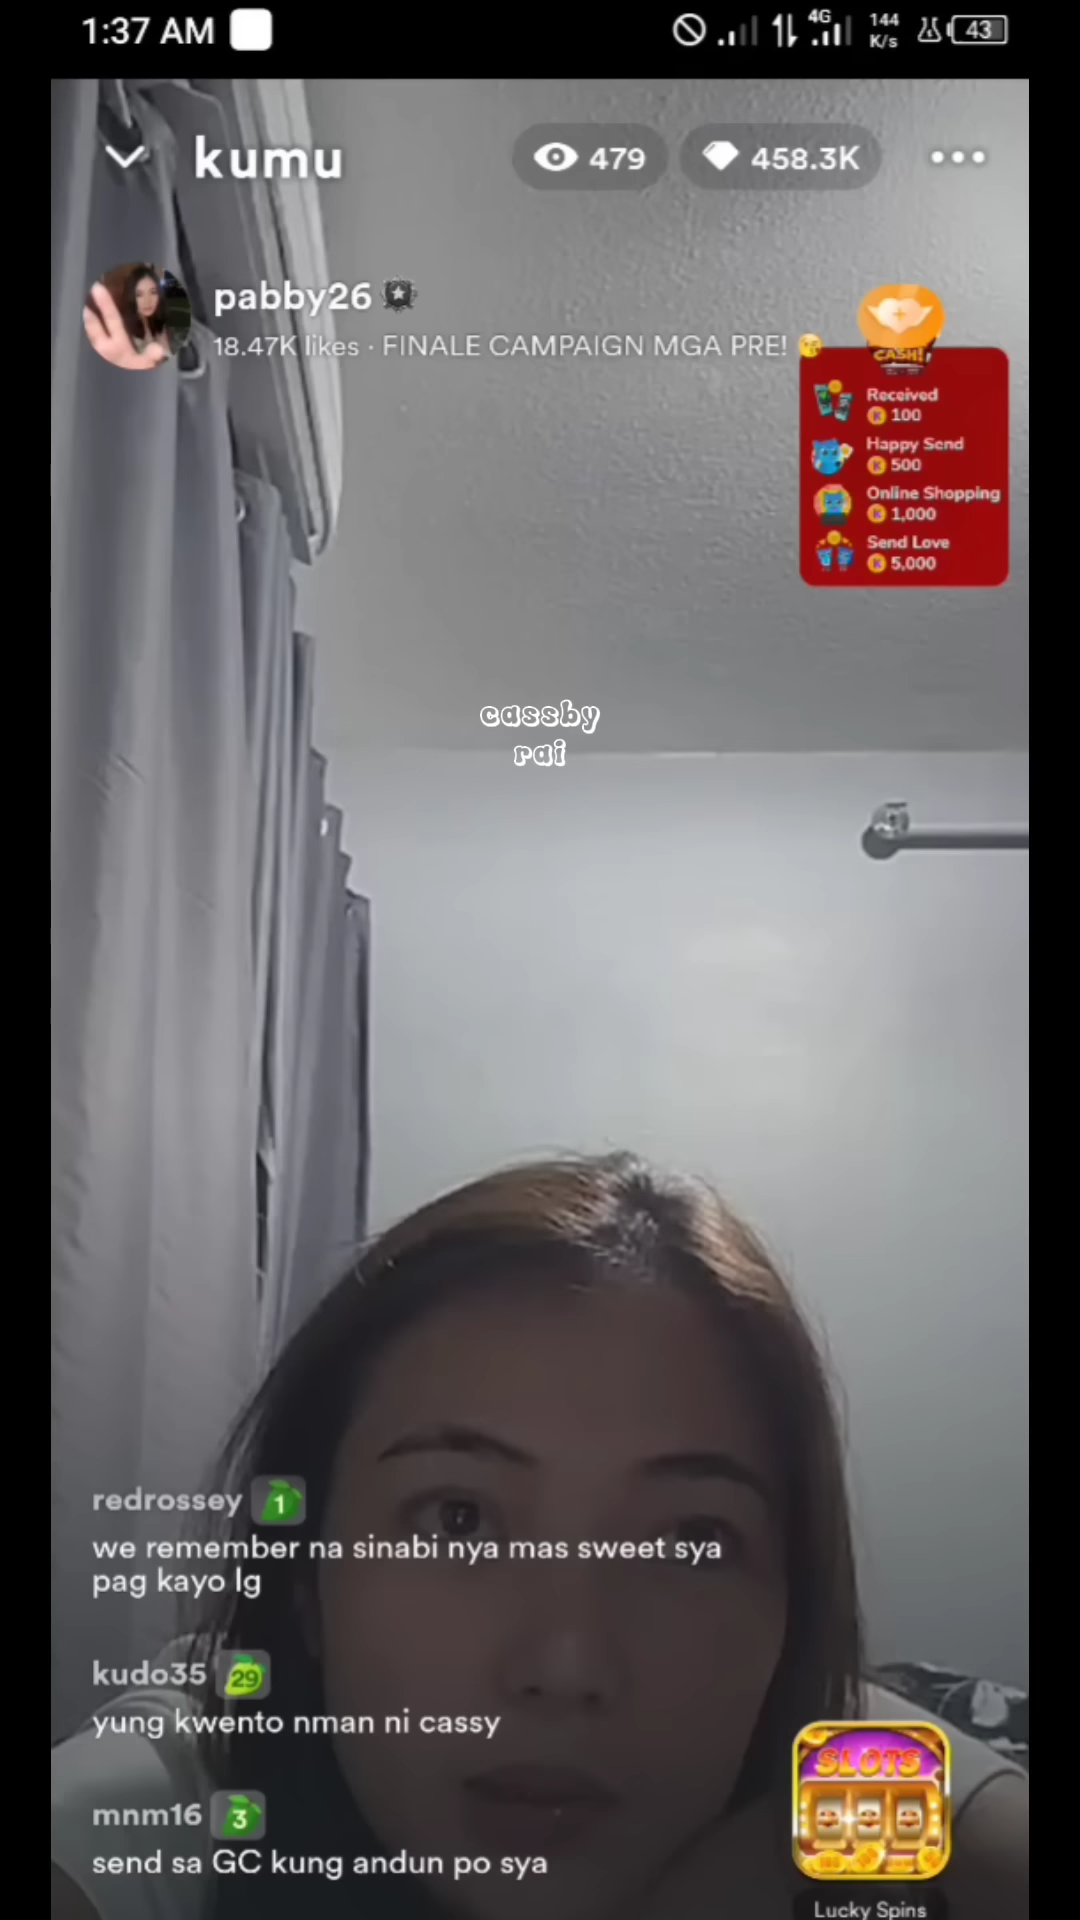 1:37 AM
4G
144
K/s
43
kumu
479
458.3K
pabby26
18.47K likes · FINALE CAMPAIGN MGA PRE! 😘
CASH!
Received
100
Happy Send
500
Online Shopping
1,000
Send Love
5,000
cassby
rai
redrossey 1
we remember na sinabi nya mas sweet sya
pag kayo lg
kudo35 29
yung kwento nman ni cassy
mnm16 3
send sa GC kung andun po sya
SLOTS
Lucky Spins